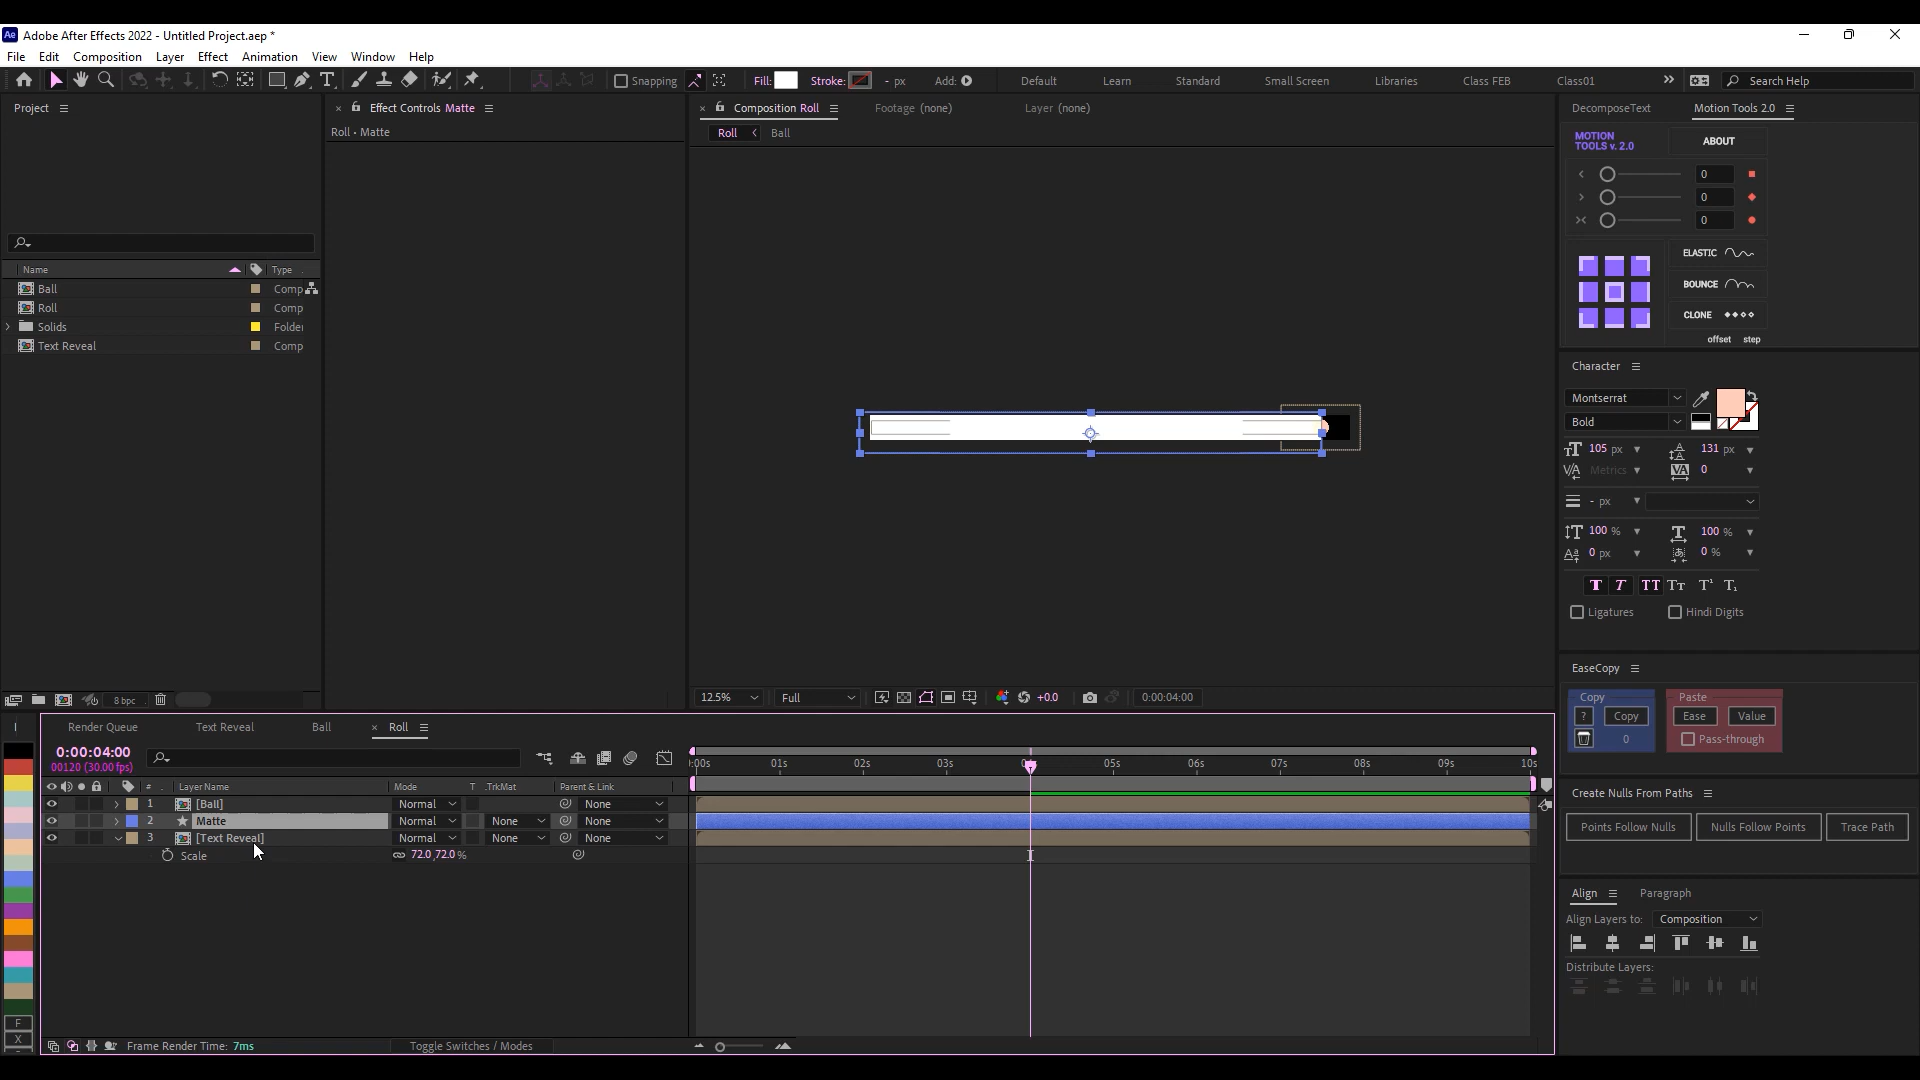 Ae Adobe After Effects 2022 - Untitled Project.aep *
File Edit Composition Layer Effect Animation View Window Help
Snapping Fill: Stroke: - px Add: Default Learn Standard Small Screen Libraries Class FEB Class01 » Search Help
Project
Effect Controls Matte
Composition Roll
Footage (none)
Layer (none)
DecomposeText
Motion Tools 2.0
Roll • Matte
Roll < Ball
MOTION
TOOLS v. 2.0
ABOUT
0
0
0
ELASTIC
BOUNCE
CLONE
offset step
Name Type
Ball Comp
Roll Comp
Solids Folder
Text Reveal Comp
Character
Montserrat
Bold
105 px 131 px
Metrics 0
- px
100 % 100 %
0 px 0 %
T T TT Tт T¹ T₁
Ligatures Hindi Digits
EaseCopy
Copy Paste
? Copy Ease Value
0 Pass-through
8 bpc
12.5% Full +0.0 0:00:04:00
Render Queue Text Reveal Ball × Roll
0:00:04:00
00120 (30.00 fps)
:00s 01s 02s 03s 05s 06s 07s 08s 09s 10s
# Layer Name Mode T .TrkMat Parent & Link
1 [Ball] Normal None
2 Matte Normal None None
3 [Text Reveal] Normal None None
Scale 72.0,72.0 %
Create Nulls From Paths
Points Follow Nulls Nulls Follow Points Trace Path
Align Paragraph
Align Layers to: Composition
Distribute Layers:
F
X
Frame Render Time: 7ms Toggle Switches / Modes